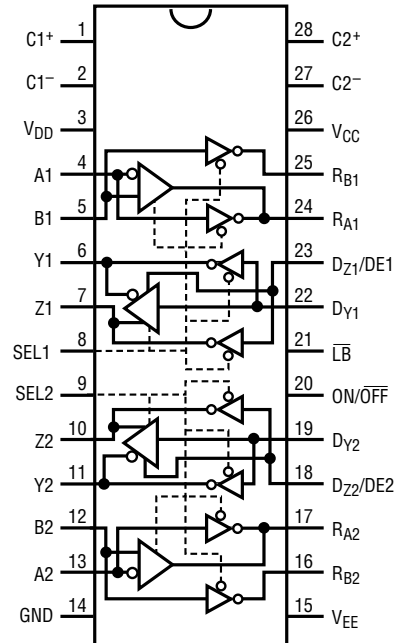 1 C1+
2 C1−
3 VDD
4 A1
5 B1
6 Y1
7 Z1
8 SEL1
9 SEL2
10 Z2
11 Y2
12 B2
13 A2
14 GND
28 C2+
27 C2−
26 VCC
25 RB1
24 RA1
23 DZ1/DE1
22 DY1
21 L̅B̅
20 ON/O̅F̅F̅
19 DY2
18 DZ2/DE2
17 RA2
16 RB2
15 VEE